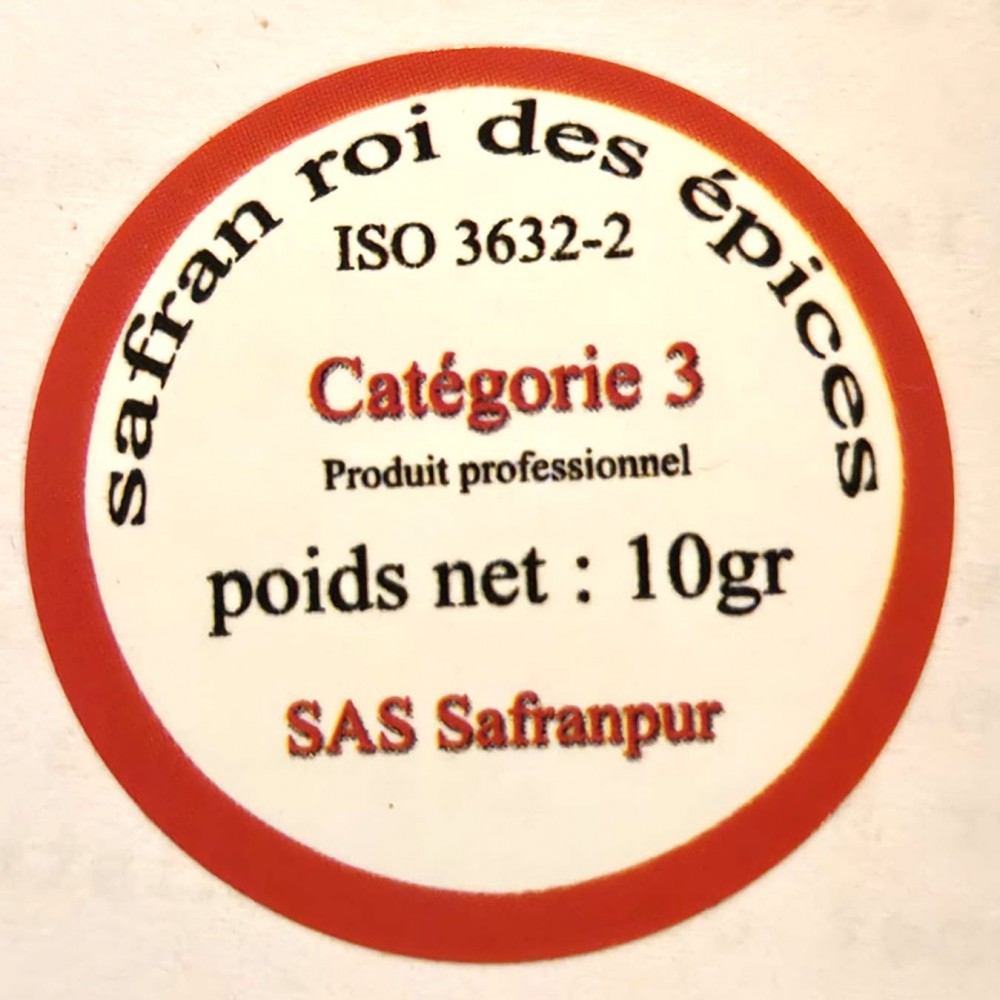 safran roi des épices
ISO 3632-2
Catégorie 3
Produit professionnel
poids net : 10gr
SAS Safranpur